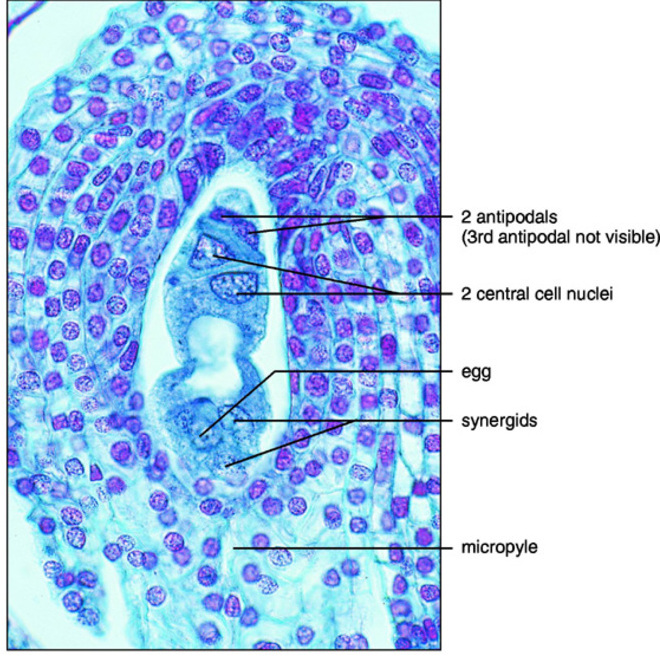 2 antipodals
(3rd antipodal not visible)
2 central cell nuclei
egg
synergids
micropyle